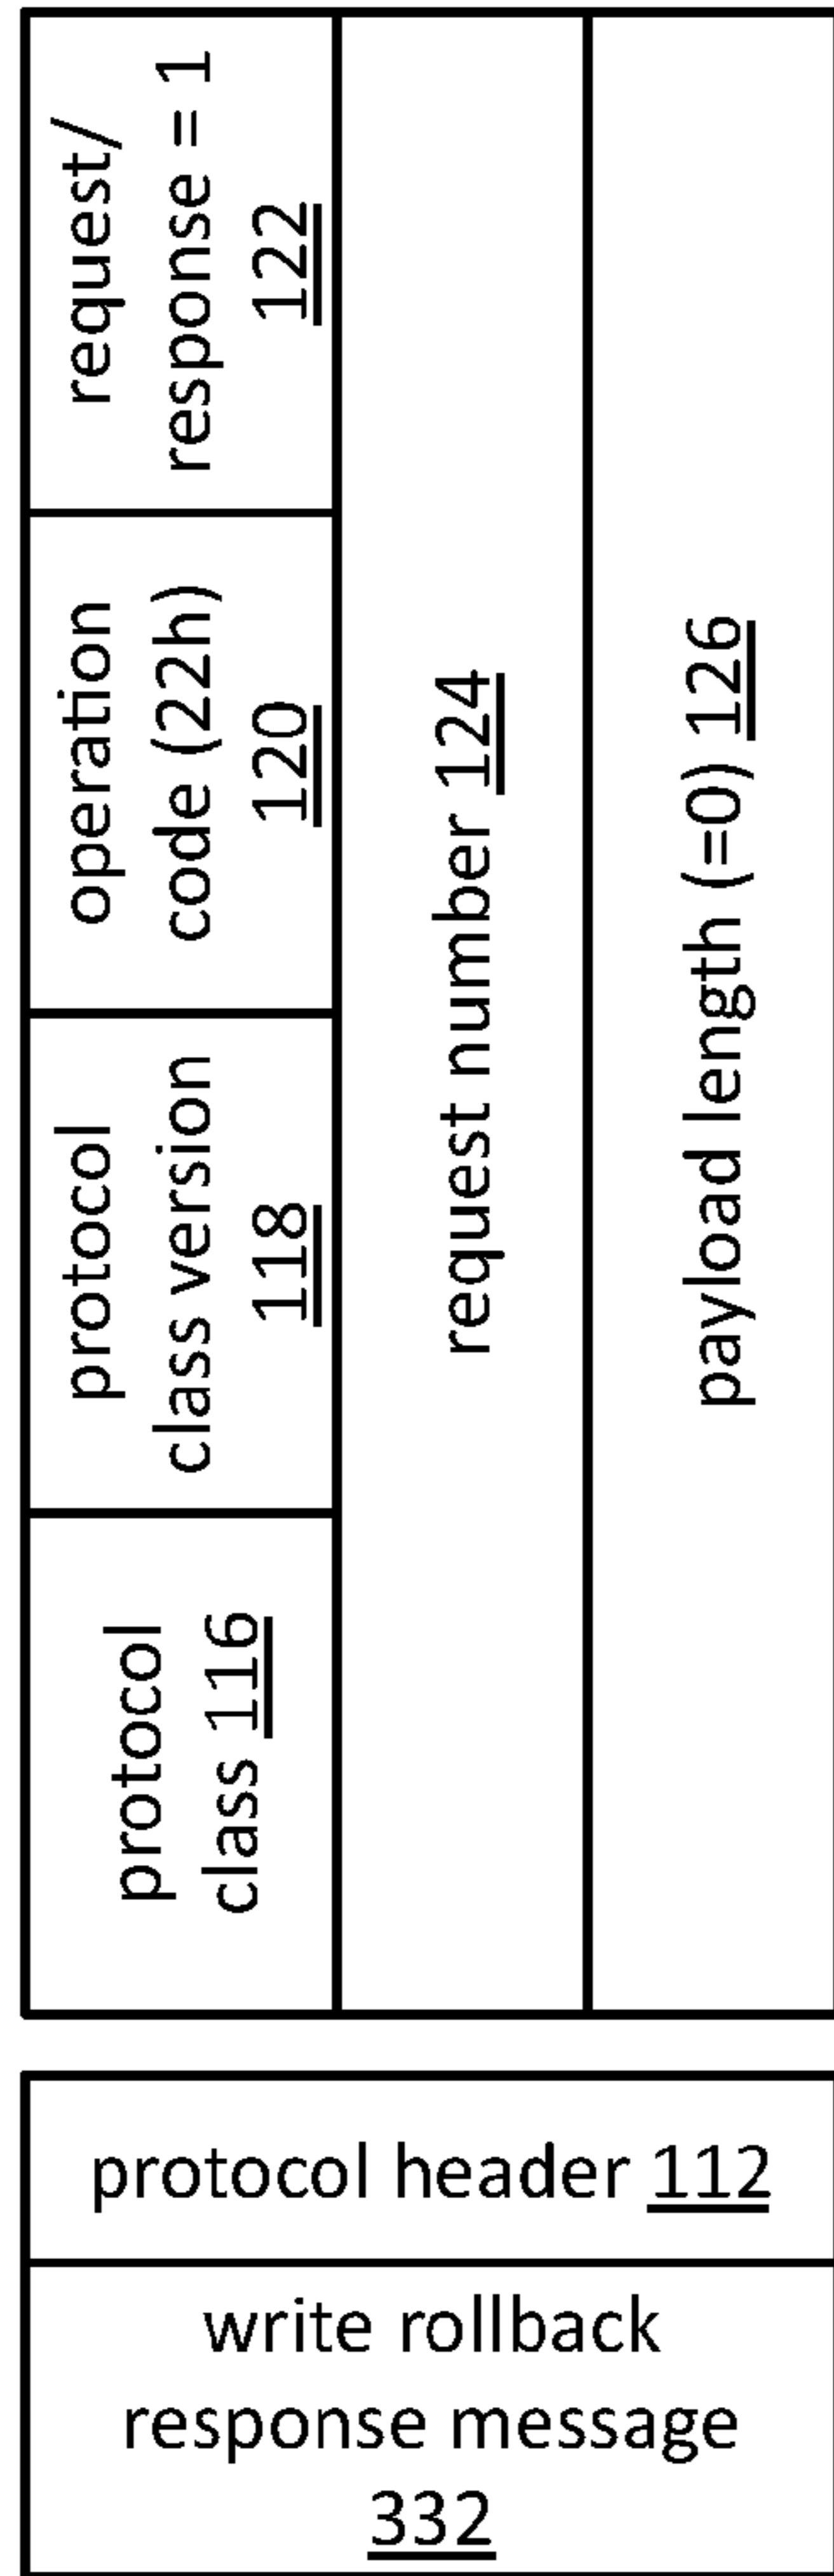 protocol
class 116
protocol
class version
118
operation
code (22h)
120
request/
response = 1
122
request number 124
payload length (=0) 126
protocol header 112
write rollback
response message
332